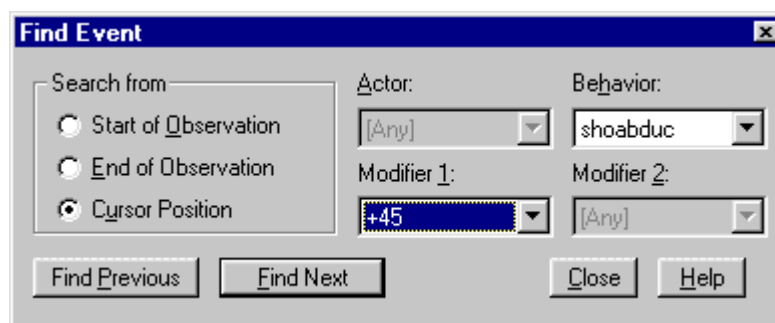 Find Event
Search from
Start of Observation
End of Observation
Cursor Position
Actor:
[Any]
Behavior:
shoabduc
Modifier 1:
+45
Modifier 2:
[Any]
Find Previous
Find Next
Close
Help